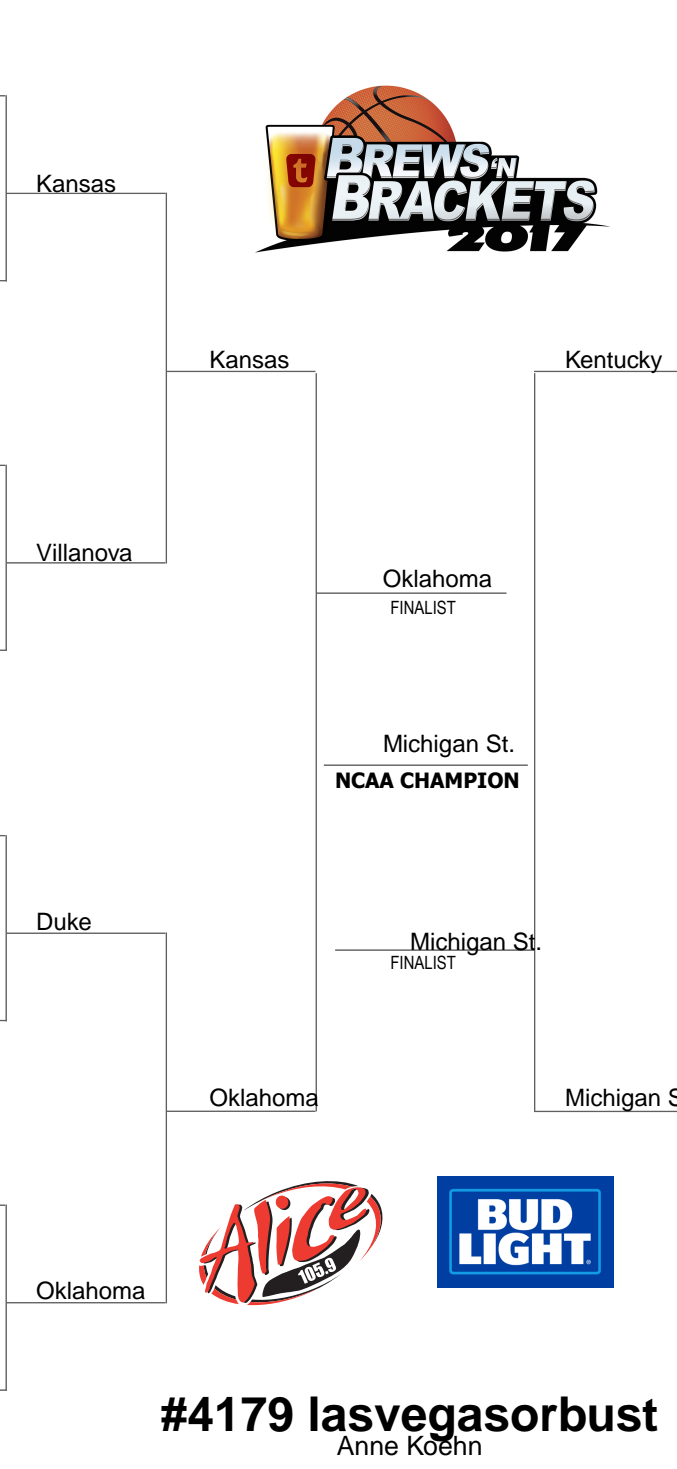 t
BREWS 'N
BRACKETS
2017
Kansas
Kansas
Kentucky
Villanova
Oklahoma
FINALIST
Michigan St.
NCAA CHAMPION
Duke
Michigan St.
FINALIST
Oklahoma
Michigan S
Alice
105.9
BUD
LIGHT.
Oklahoma
#4179 lasvegasorbust
Anne Koehn